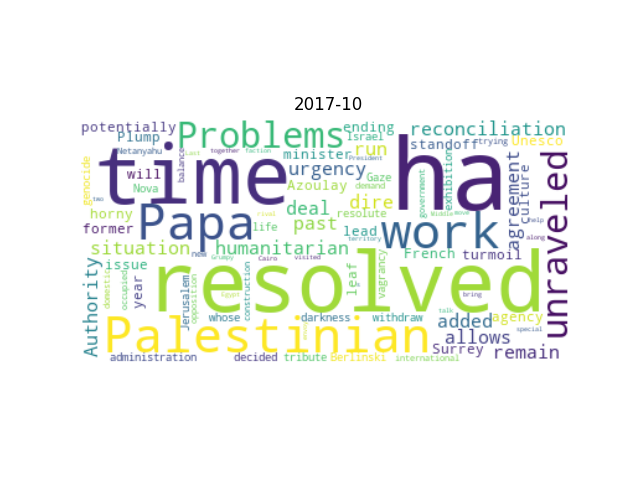 2017-10
potentially
Plump
Netanyahu
Problems
ending
Israel
reconciliation
standoff
trying
Unesco
genocide
time
balance
together
faction
minister
run
President
ha
urgency
Azoulay
Gaze
demand
dire
government
exhibition
agreement
culture
unraveled
two
will
Nova
horny
former
Papa
deal
past
resolute
life
lead
work
situation
humanitarian
territory
French
turmoil
along
issue
new
Grumpy
Cairo
visited
Authority
year
domestic
occupied
Jerusalem
opposition
Egypt
construction
resolved
leaf
vagrancy
bring
whose
darkness
withdraw
talk
added
agency
special
Palestinian
allows
Surrey
remain
administration
decided
tribute
Berlinski
international